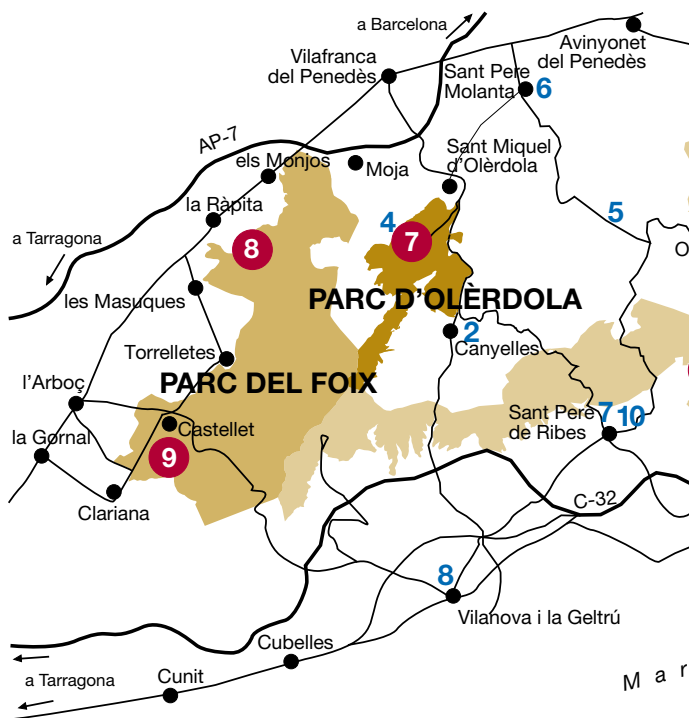 a Barcelona
Avinyonet
del Penedès
Vilafranca
del Penedès
Sant Pere
Molanta
6
AP-7
Sant Miquel
d'Olèrdola
els Monjos
Moja
la Ràpita
4
7
5
8
a Tarragona
O
les Masuques
PARC D'OLÈRDOLA
2
Canyelles
Torrelletes
PARC DEL FOIX
l'Arboç
7
10
Sant Pere
de Ribes
Castellet
la Gornal
9
Clariana
C-32
8
Vilanova i la Geltrú
Cubelles
a Tarragona
Cunit
Mar